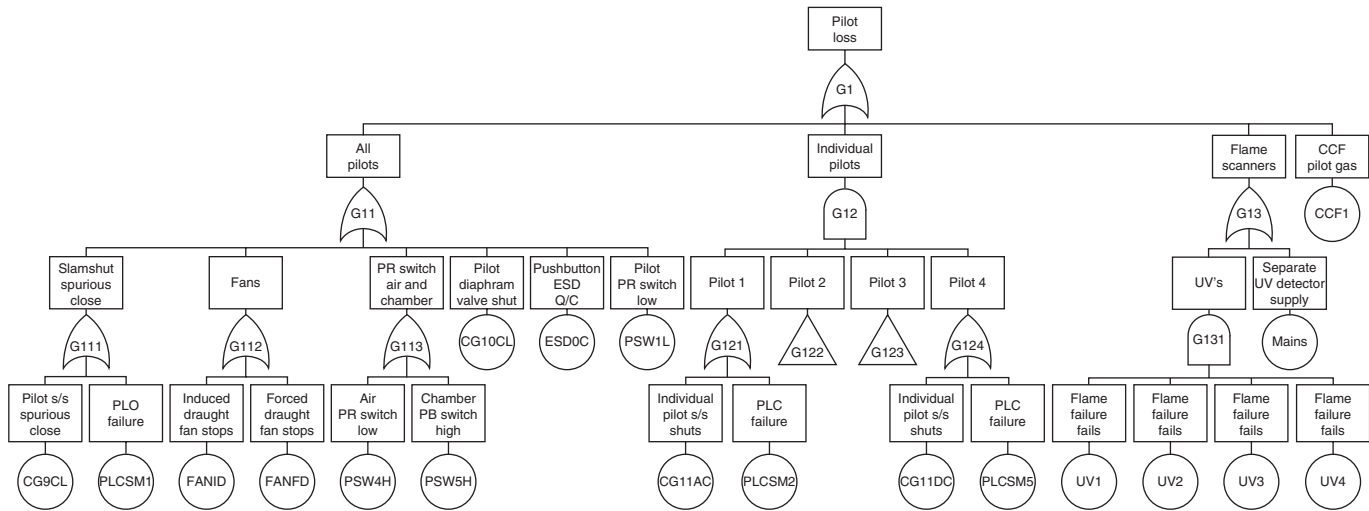 Pilot
loss
G1
All
pilots
Individual
pilots
Flame
scanners
CCF
pilot gas
G11
G12
G13
CCF1
Slamshut
spurious
close
Fans
PR switch
air and
chamber
Pilot
diaphram
valve shut
Pushbutton
ESD
Q/C
Pilot
PR switch
low
Pilot 1
Pilot 2
Pilot 3
Pilot 4
UV's
Separate
UV detector
supply
G111
G112
G113
CG10CL
ESD0C
PSW1L
G121
G122
G123
G124
G131
Mains
Pilot s/s
spurious
close
PLO
failure
Induced
draught
fan stops
Forced
draught
fan stops
Air
PR switch
low
Chamber
PB switch
high
Individual
pilot s/s
shuts
PLC
failure
Individual
pilot s/s
shuts
PLC
failure
Flame
failure
fails
Flame
failure
fails
Flame
failure
fails
Flame
failure
fails
CG9CL
PLCSM1
FANID
FANFD
PSW4H
PSW5H
CG11AC
PLCSM2
CG11DC
PLCSM5
UV1
UV2
UV3
UV4